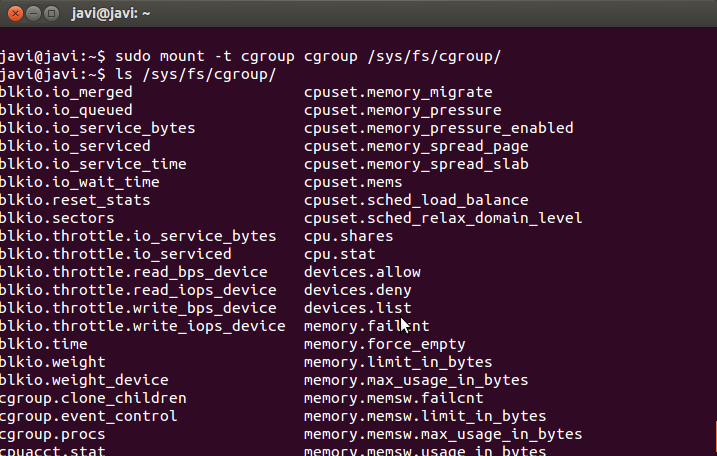 javi@javi: ~
javi@javi:~$ sudo mount -t cgroup cgroup /sys/fs/cgroup/
javi@javi:~$ ls /sys/fs/cgroup/
blkio.io_merged cpuset.memory_migrate
blkio.io_queued cpuset.memory_pressure
blkio.io_service_bytes cpuset.memory_pressure_enabled
blkio.io_serviced cpuset.memory_spread_page
blkio.io_service_time cpuset.memory_spread_slab
blkio.io_wait_time cpuset.mems
blkio.reset_stats cpuset.sched_load_balance
blkio.sectors cpuset.sched_relax_domain_level
blkio.throttle.io_service_bytes cpu.shares
blkio.throttle.io_serviced cpu.stat
blkio.throttle.read_bps_device devices.allow
blkio.throttle.read_iops_device devices.deny
blkio.throttle.write_bps_device devices.list
blkio.throttle.write_iops_device memory.failcnt
blkio.time memory.force_empty
blkio.weight memory.limit_in_bytes
blkio.weight_device memory.max_usage_in_bytes
cgroup.clone_children memory.memsw.failcnt
cgroup.event_control memory.memsw.limit_in_bytes
cgroup.procs memory.memsw.max_usage_in_bytes
cpuacct.stat memory.memsw.usage_in_bytes